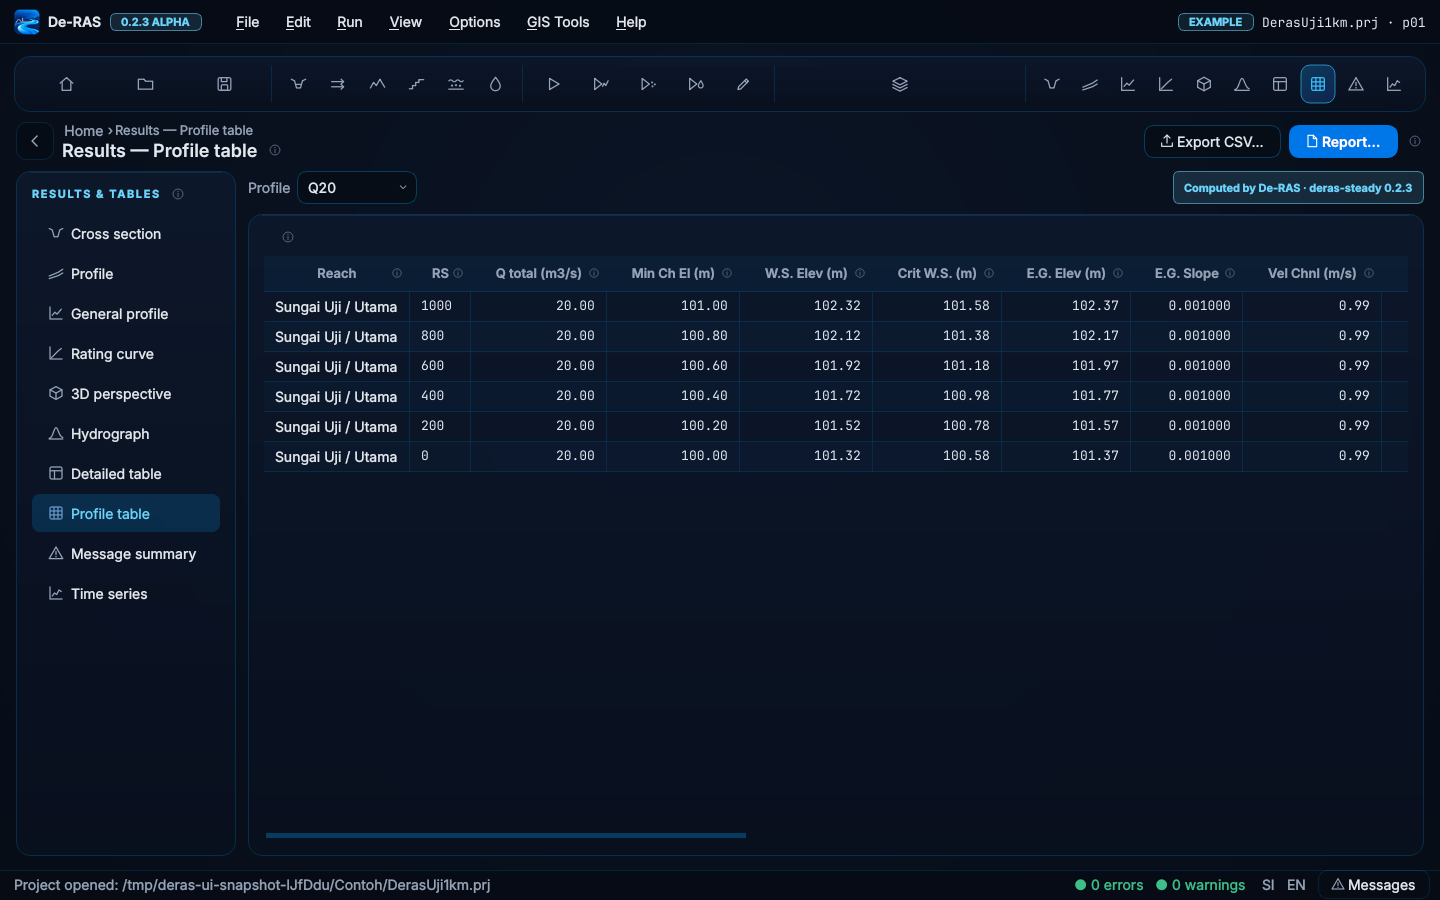 De-RAS 0.2.3 ALPHA File Edit Run View Options GIS Tools Help EXAMPLE DerasUji1km.prj · p01
Home › Results — Profile table
Results — Profile table
Export CSV... Report...
RESULTS & TABLES
Cross section
Profile
General profile
Rating curve
3D perspective
Hydrograph
Detailed table
Profile table
Message summary
Time series
Profile Q20 Computed by De-RAS · deras-steady 0.2.3
Reach RS Q total (m3/s) Min Ch El (m) W.S. Elev (m) Crit W.S. (m) E.G. Elev (m) E.G. Slope Vel Chnl (m/s)
Sungai Uji / Utama 1000 20.00 101.00 102.32 101.58 102.37 0.001000 0.99
Sungai Uji / Utama 800 20.00 100.80 102.12 101.38 102.17 0.001000 0.99
Sungai Uji / Utama 600 20.00 100.60 101.92 101.18 101.97 0.001000 0.99
Sungai Uji / Utama 400 20.00 100.40 101.72 100.98 101.77 0.001000 0.99
Sungai Uji / Utama 200 20.00 100.20 101.52 100.78 101.57 0.001000 0.99
Sungai Uji / Utama 0 20.00 100.00 101.32 100.58 101.37 0.001000 0.99
Project opened: /tmp/deras-ui-snapshot-IJfDdu/Contoh/DerasUji1km.prj 0 errors 0 warnings SI EN Messages